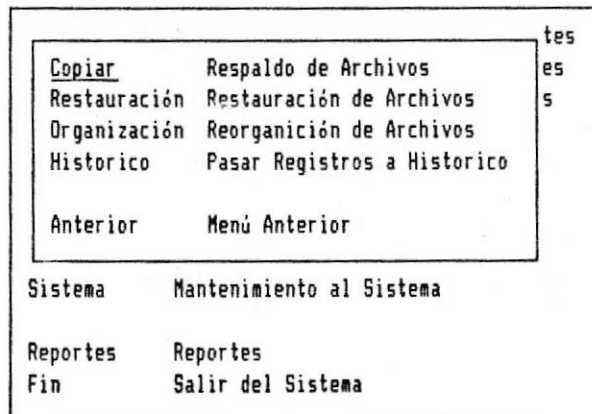 tes
Copiar Respaldo de Archivos es
Restauración Restauración de Archivos s
Organización Reorganición de Archivos
Historico Pasar Registros a Historico
Anterior Menú Anterior
Sistema Mantenimiento al Sistema
Reportes Reportes
Fin Salir del Sistema